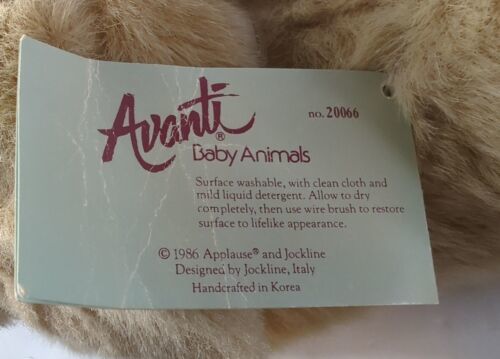 Avanti®
no. 20066
Baby Animals
Surface washable, with clean cloth and
mild liquid detergent. Allow to dry
completely, then use wire brush to restore
surface to lifelike appearance.
© 1986 Applause® and Jockline
Designed by Jockline, Italy
Handcrafted in Korea